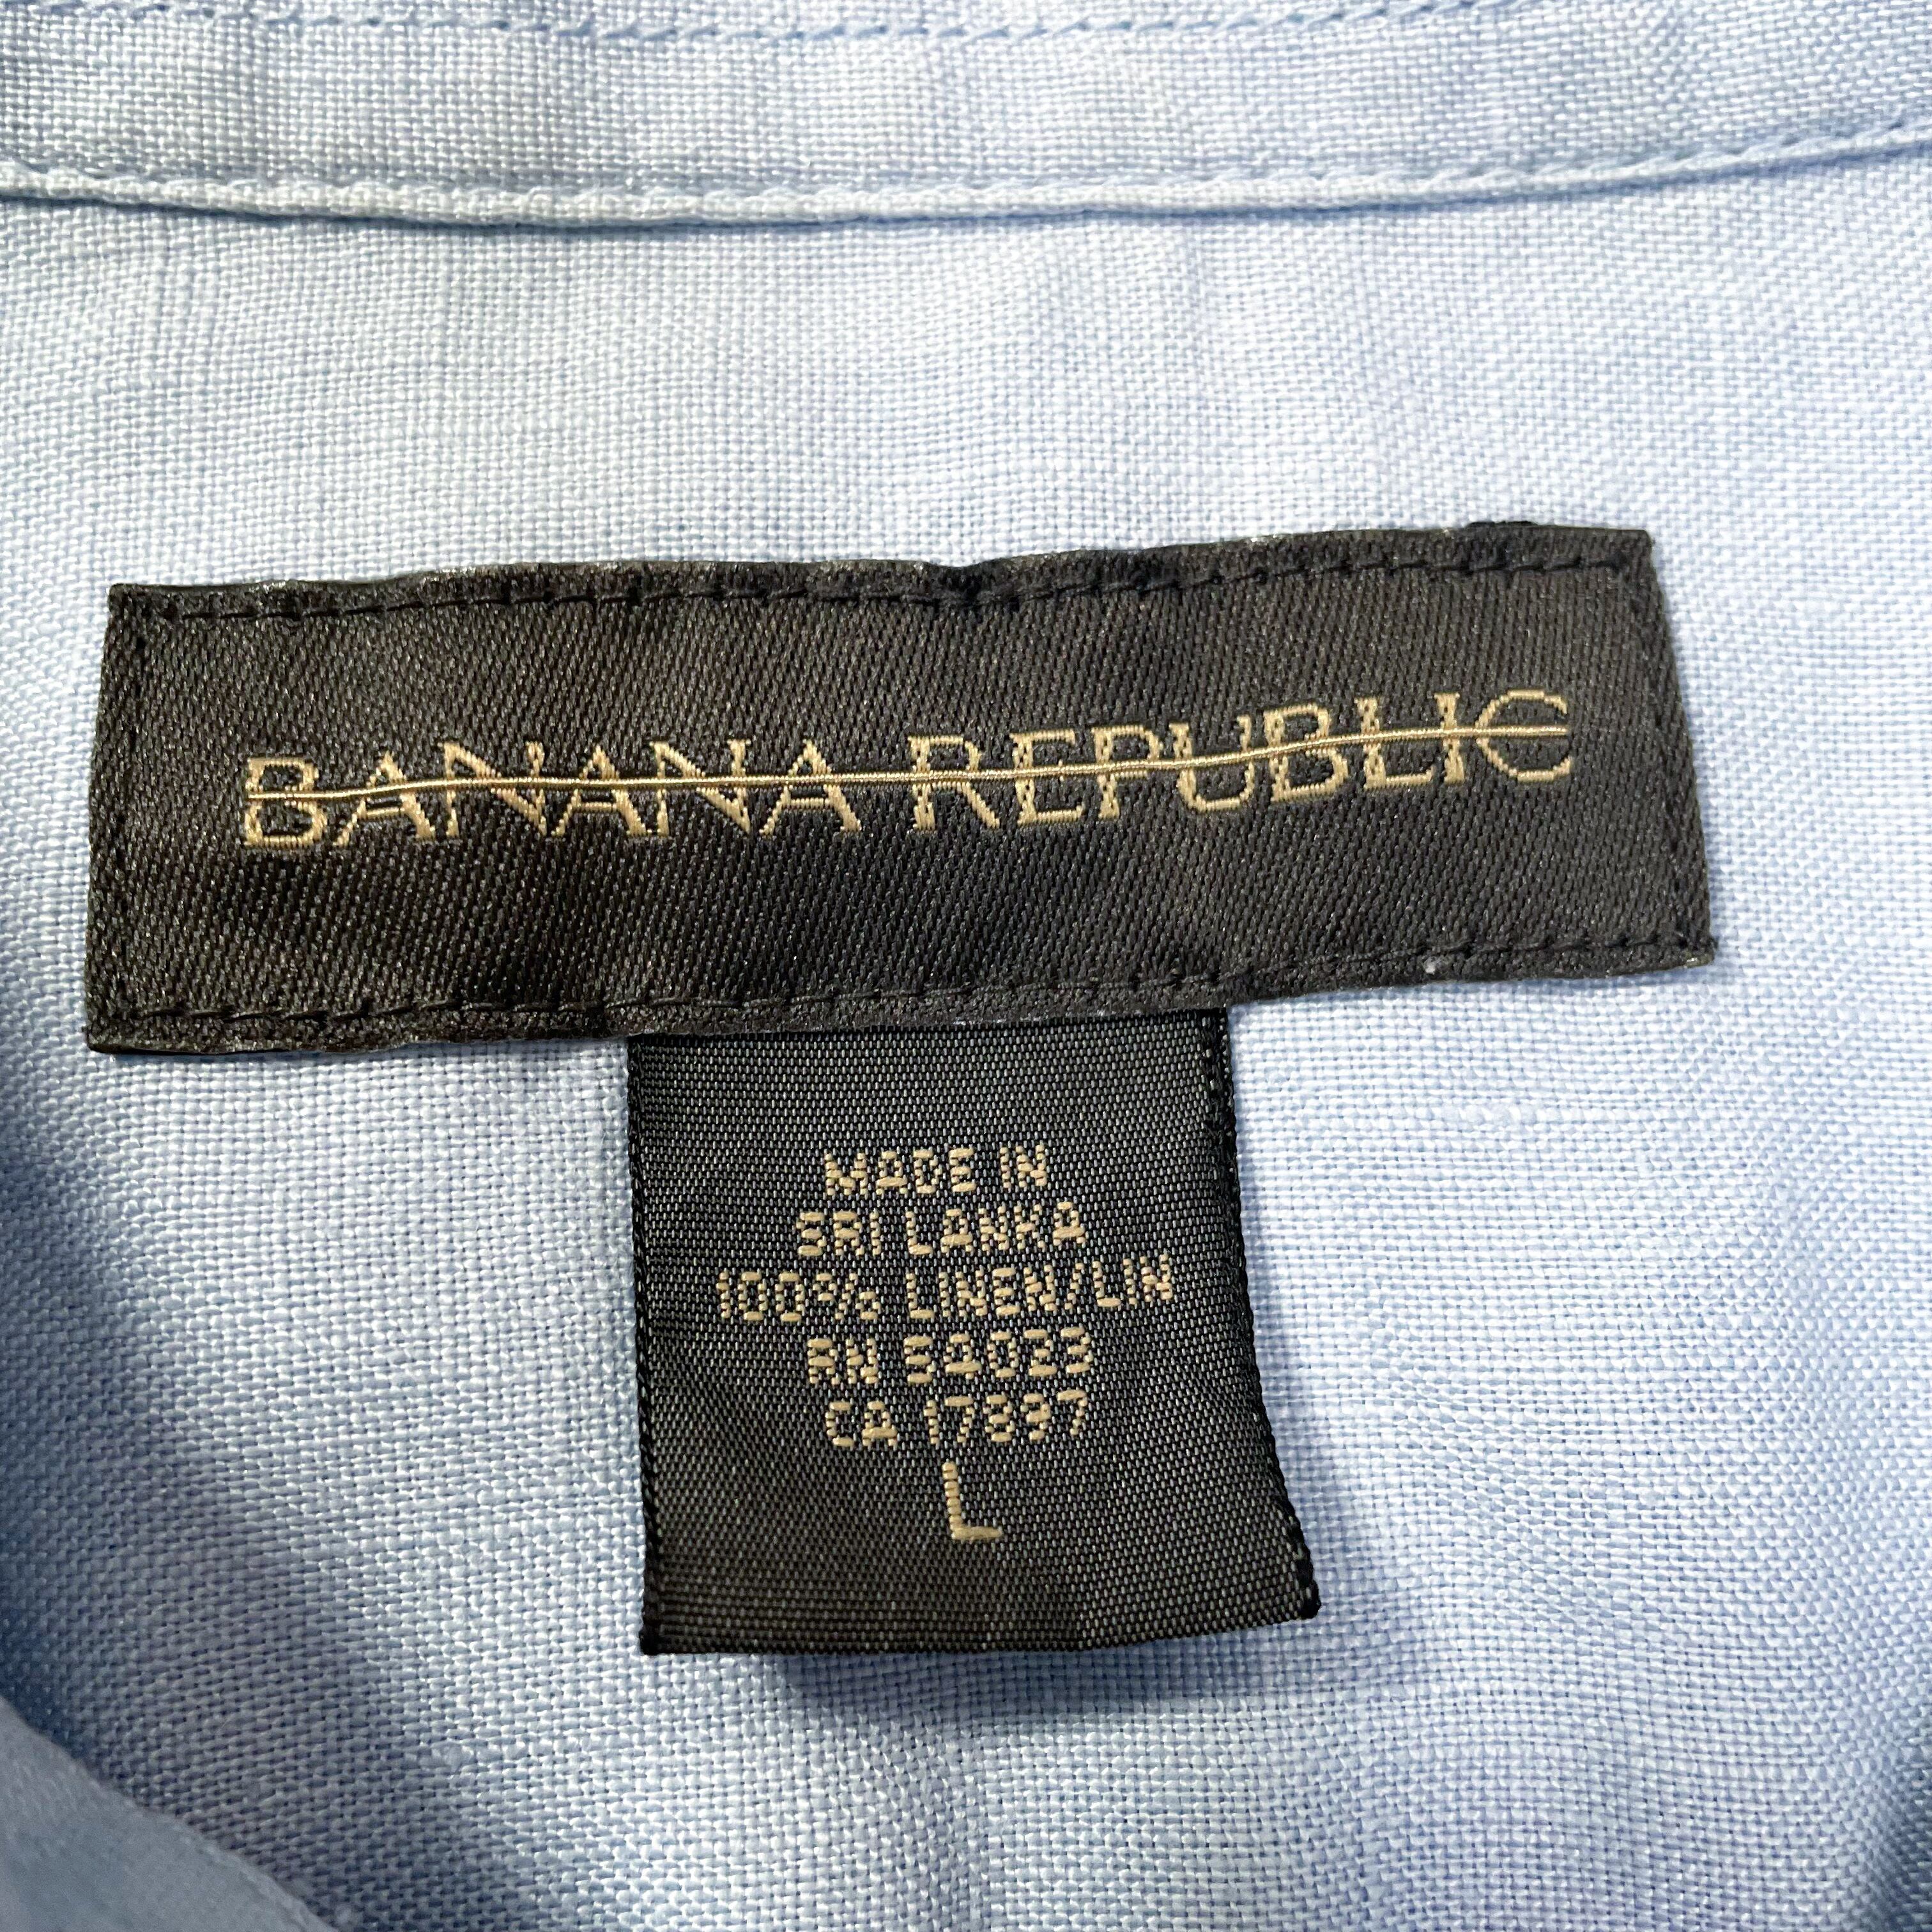 BANANA REPUBLIC
MADE IN
SRI LANKA
100% LINEN/LIN
RN 54023
CA 17897
L